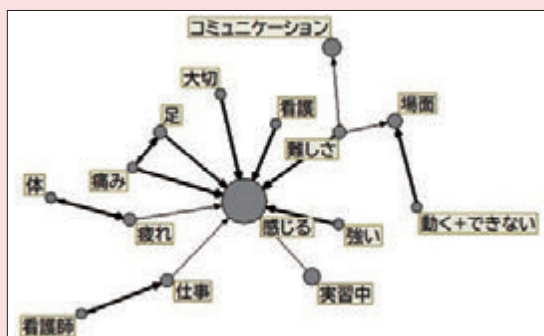 コミュニケーション
大切
看護
場面
足
難しさ
痛み
体
疲れ
感じる
強い
動く+できない
仕事
実習中
看護師